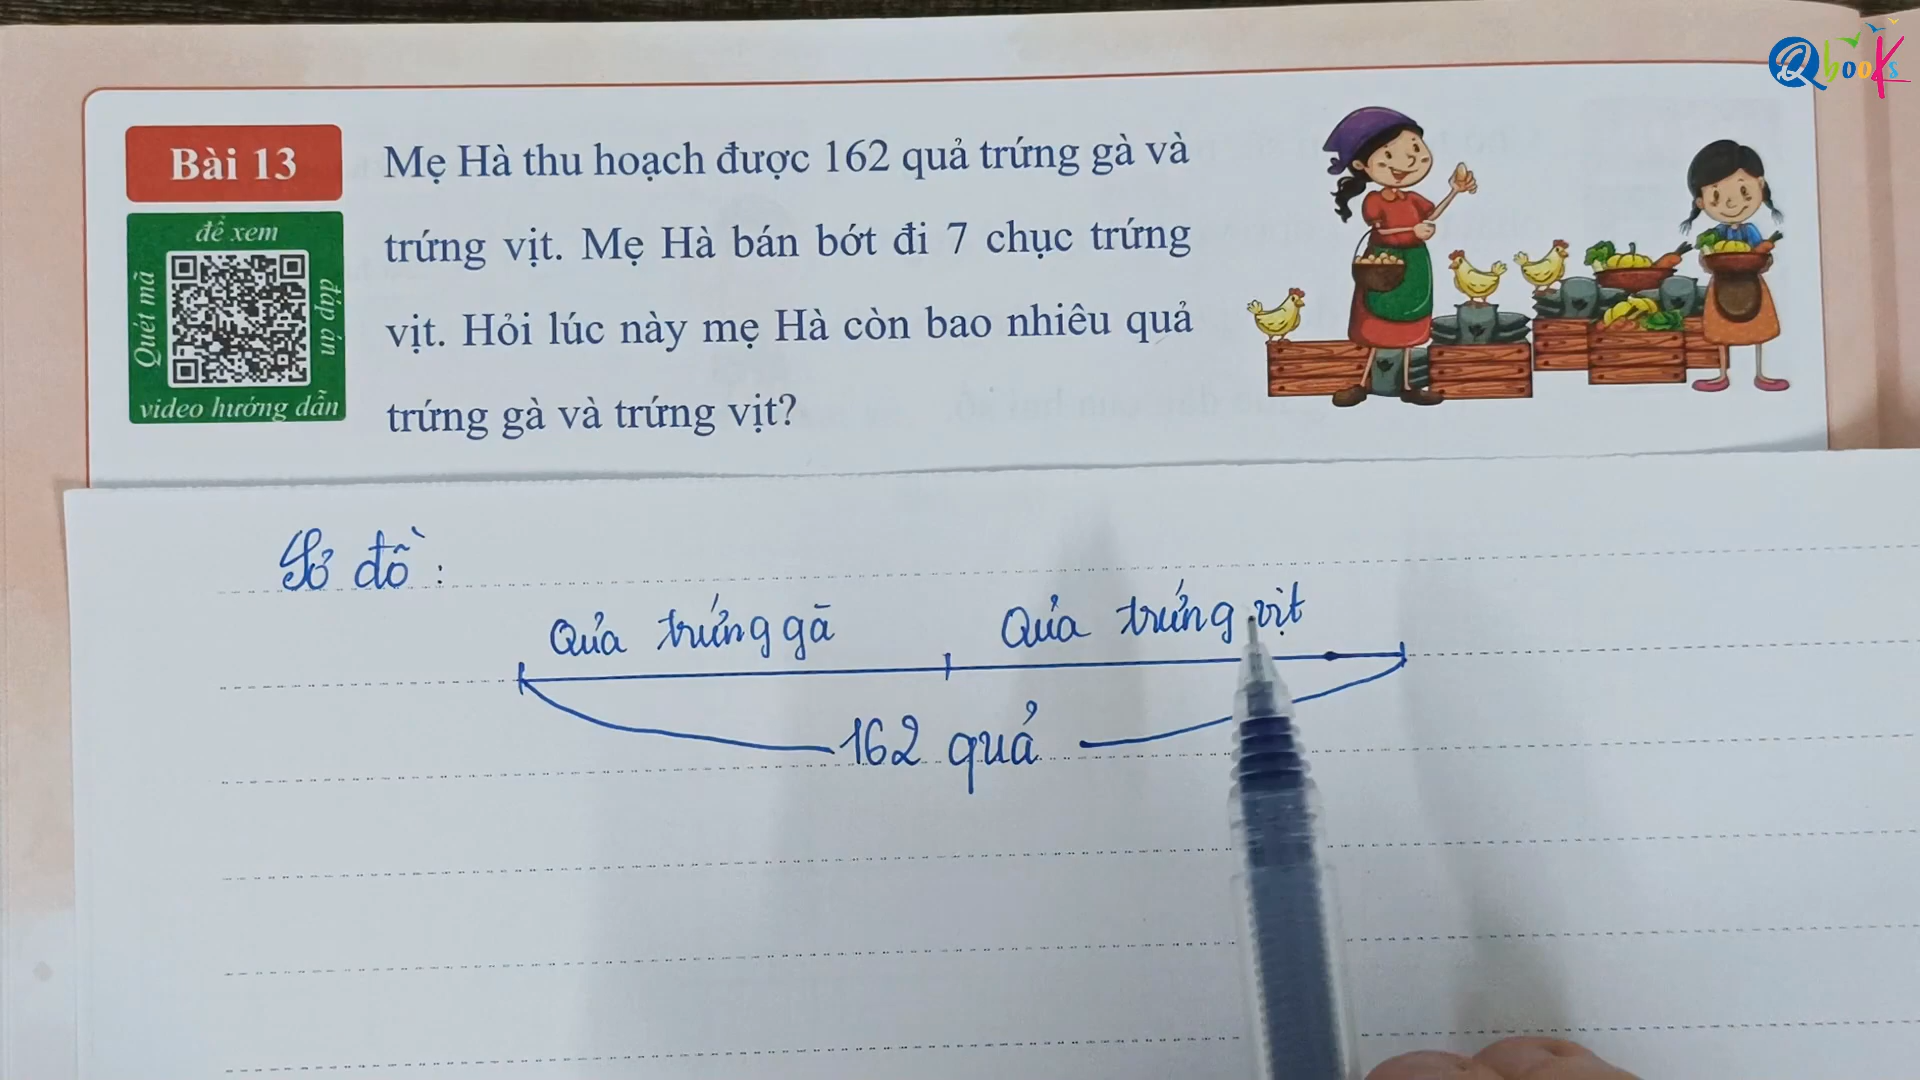 Qbooks
Bài 13
Mẹ Hà thu hoạch được 162 quả trứng gà và
trứng vịt. Mẹ Hà bán bớt đi 7 chục trứng
vịt. Hỏi lúc này mẹ Hà còn bao nhiêu quả
trứng gà và trứng vịt?
để xem
Quét mã
đáp án
video hướng dẫn
Sơ đồ :
Quả trứng gà
Quả trứng vịt
162 quả